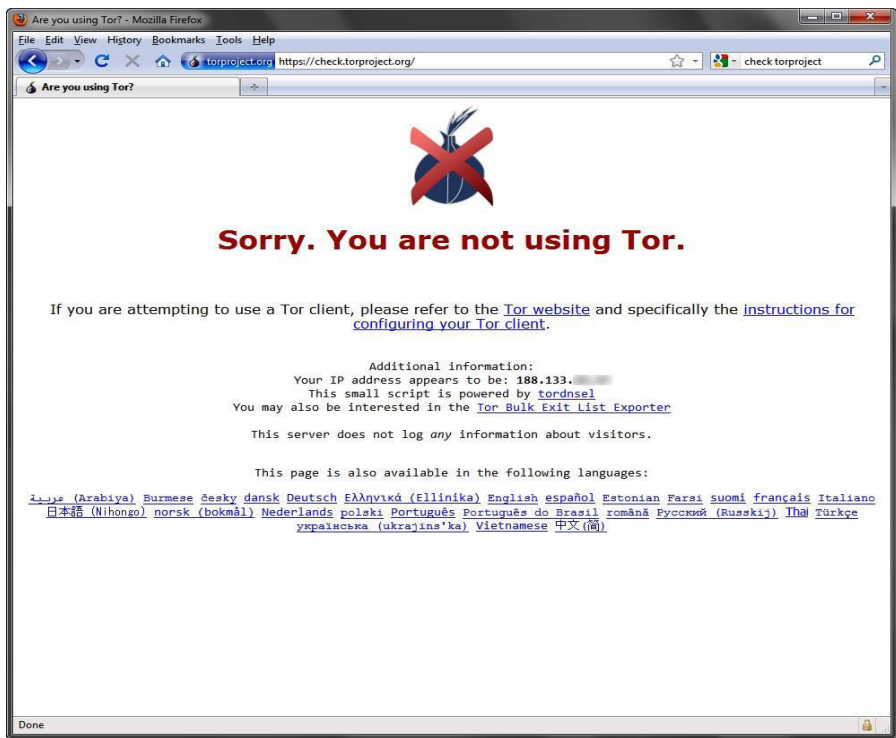 Are you using Tor? - Mozilla Firefox
File Edit View History Bookmarks Tools Help
torproject.org https://check.torproject.org/ check torproject
Are you using Tor?
Sorry. You are not using Tor.
If you are attempting to use a Tor client, please refer to the Tor website and specifically the instructions for
configuring your Tor client.
Additional information:
Your IP address appears to be: 188.133.
This small script is powered by tordnsel
You may also be interested in the Tor Bulk Exit List Exporter
This server does not log any information about visitors.
This page is also available in the following languages:
عربية (Arabiya) Burmese česky dansk Deutsch Ελληνικά (Ellinika) English español Estonian Farsi suomi français Italiano
日本語 (Nihongo) norsk (bokmål) Nederlands polski Português Português do Brasil română Русский (Russkij) Thai Türkçe
українська (ukrajins'ka) Vietnamese 中文(简)
Done